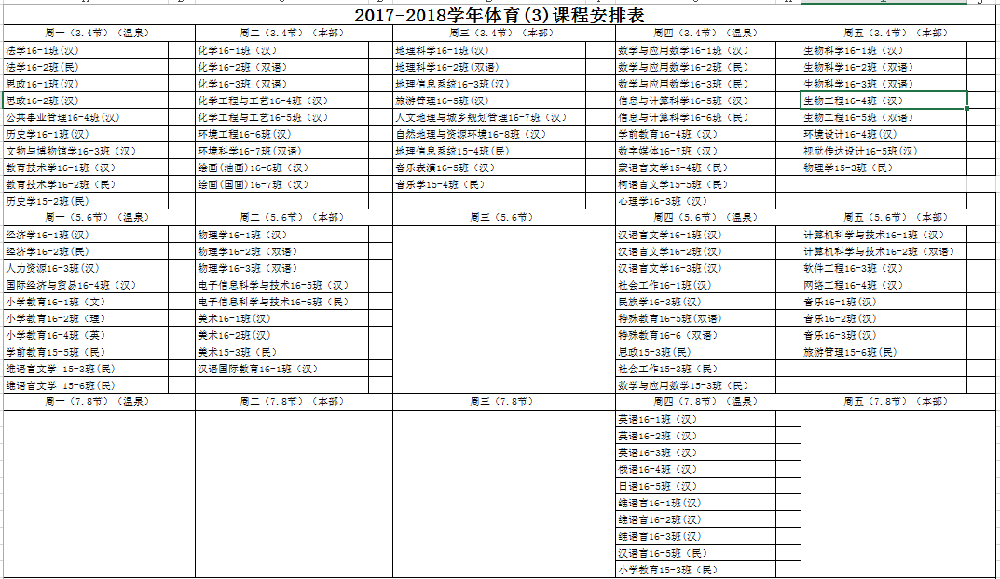 2017-2018学年体育(3)课程安排表
周一（3.4节）（温泉） 周二（3.4节）（本部） 周三（3.4节）（本部） 周四（3.4节）（温泉） 周五（3.4节）（本部）
法学16-1班(汉) 化学16-1班（汉） 地理科学16-1班(汉) 数学与应用数学16-1班（汉） 生物科学16-1班（汉）
法学16-2班(民) 化学16-2班（双语） 地理科学16-2班(双语) 数学与应用数学16-2班（民） 生物科学16-2班（双语）
思政16-1班(汉) 化学16-3班（双语） 地理信息系统16-3班(汉) 数学与应用数学16-3班（民） 生物科学16-3班（双语）
思政16-2班(汉) 化学工程与工艺16-4班（汉） 旅游管理16-5班(汉) 信息与计算科学16-5班（汉） 生物工程16-4班（汉）
公共事业管理16-4班(汉) 化学工程与工艺16-5班（汉） 人文地理与城乡规划管理16-7班（汉） 信息与计算科学16-6班（民） 生物工程16-5班（双语）
历史学16-1班(汉) 环境工程16-6班(汉) 自然地理与资源环境16-8班（汉） 学前教育16-4班（汉） 环境设计16-4班(汉)
文物与博物馆学16-3班（汉） 环境科学16-7班(双语) 地理信息系统15-4班(民) 数字媒体16-7班（汉） 视觉传达设计16-5班(汉)
教育技术学16-1班（汉） 绘画(油画)16-6班（汉） 音乐表演16-5班（汉） 蒙语言文学15-4班（民） 物理学15-3班（民）
教育技术学16-2班（民） 绘画(国画)16-7班（汉） 音乐学15-4班（民） 柯语言文学15-5班（民）
历史学15-2班(民) 心理学16-3班（汉）
周一（5.6节）（温泉） 周二（5.6节）（本部） 周三（5.6节） 周四（5.6节）（温泉） 周五（5.6节）（本部）
经济学16-1班(汉) 物理学16-1班（汉） 汉语言文学16-1班(汉) 计算机科学与技术16-1班（汉）
经济学16-2班(民) 物理学16-2班（双语） 汉语言文学16-2班(汉) 计算机科学与技术16-2班（双语）
人力资源16-3班(汉) 物理学16-3班（双语） 汉语言文学16-3班(汉) 软件工程16-3班（汉）
国际经济与贸易16-4班（汉） 电子信息科学与技术16-5班（汉） 社会工作16-1班(汉) 网络工程16-4班（汉）
小学教育16-1班（文） 电子信息科学与技术16-6班（民） 民族学16-3班(汉) 音乐16-1班(汉)
小学教育16-2班（理） 美术16-1班(汉) 特殊教育16-5班(双语) 音乐16-2班(汉)
小学教育16-4班（英） 美术16-2班(汉) 特殊教育16-6（双语） 音乐16-3班(汉)
学前教育15-5班（民） 美术15-3班（民） 思政15-3班(民) 旅游管理15-6班(民)
维语言文学 15-3班(民) 汉语国际教育16-1班（汉） 社会工作15-3班（民）
维语言文学 15-6班(民) 数学与应用数学15-3班（民）
周一（7.8节）（温泉） 周二（7.8节）（本部） 周三（7.8节） 周四（7.8节）（温泉） 周五（7.8节）（本部）
英语16-1班（汉）
英语16-2班（汉）
英语16-3班（汉）
俄语16-4班（汉）
日语16-5班（汉）
维语言16-1班(汉)
维语言16-2班(汉)
维语言16-3班(汉)
汉语言16-5班（民）
小学教育15-3班（民）